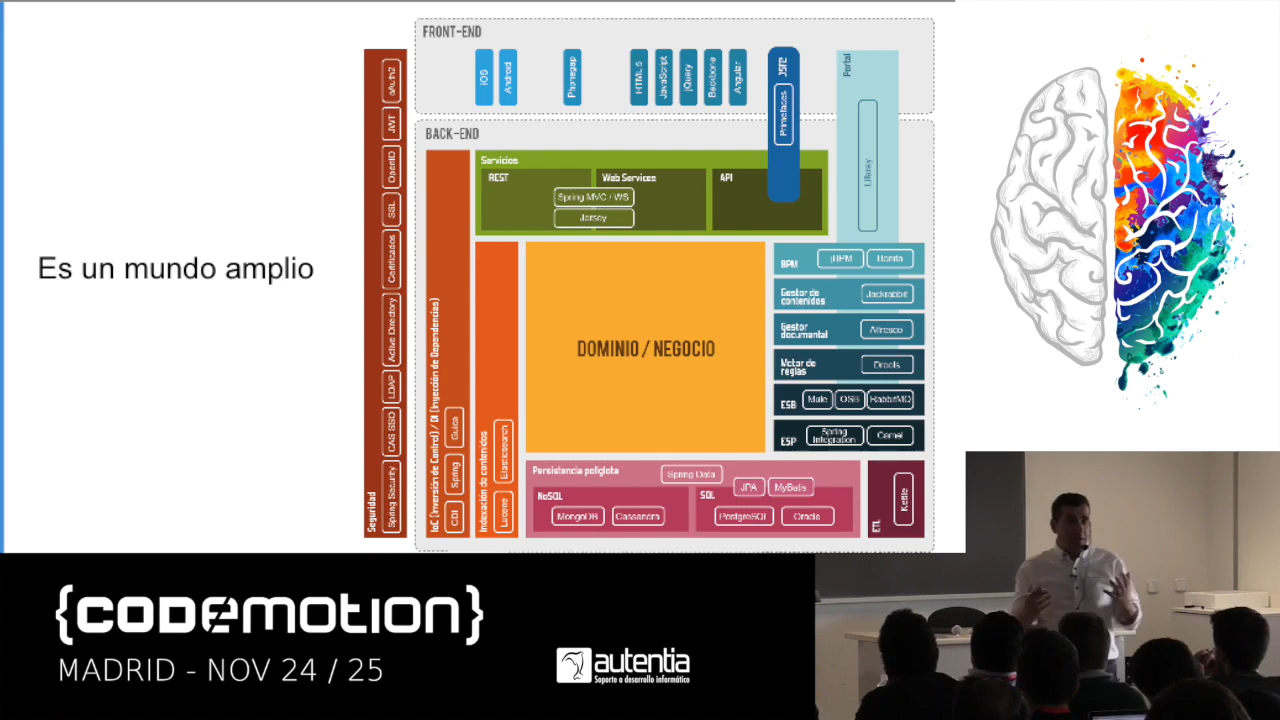 Es un mundo amplio
FRONT-END
iOS
Android
Phonegap
HTML 5
JavaScript
jQuery
Backbone
Angular
JSF2
Primefaces
Portal
Liferay
BACK-END
Seguridad
oAuth2
JWT
OpenID
SSL
Certificados
Active Directory
LDAP
CAS SSO
Spring Security
IoC (Inversión de Control) / DI (Inyección de Dependencias)
Guice
Spring
CDI
Servicios
REST
Web Services
API
Spring MVC / WS
Jersey
Indexación de contenidos
Elasticsearch
Lucene
DOMINIO / NEGOCIO
BPM
jBPM
Bonita
Gestor de
contenidos
Jackrabbit
Gestor
documental
Alfresco
Motor de
reglas
Drools
ESB
Mule
OSB
RabbitMQ
ESP
Spring
Integration
Camel
Persistencia políglota
Spring Data
JPA
MyBatis
NoSQL
MongoDB
Cassandra
SQL
PostgreSQL
Oracle
ETL
Kettle
{CODEMOTION}
MADRID - NOV 24 / 25
autentia
Soporte a desarrollo informático